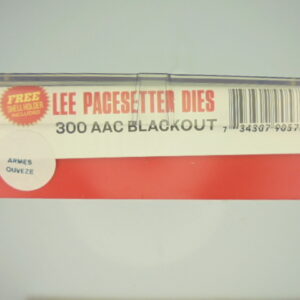 FREE
SHELL HOLDER
INCLUDED
LEE PACESETTER DIES
300 AAC BLACKOUT
7 34307 9057
ARMES
OUVEZE